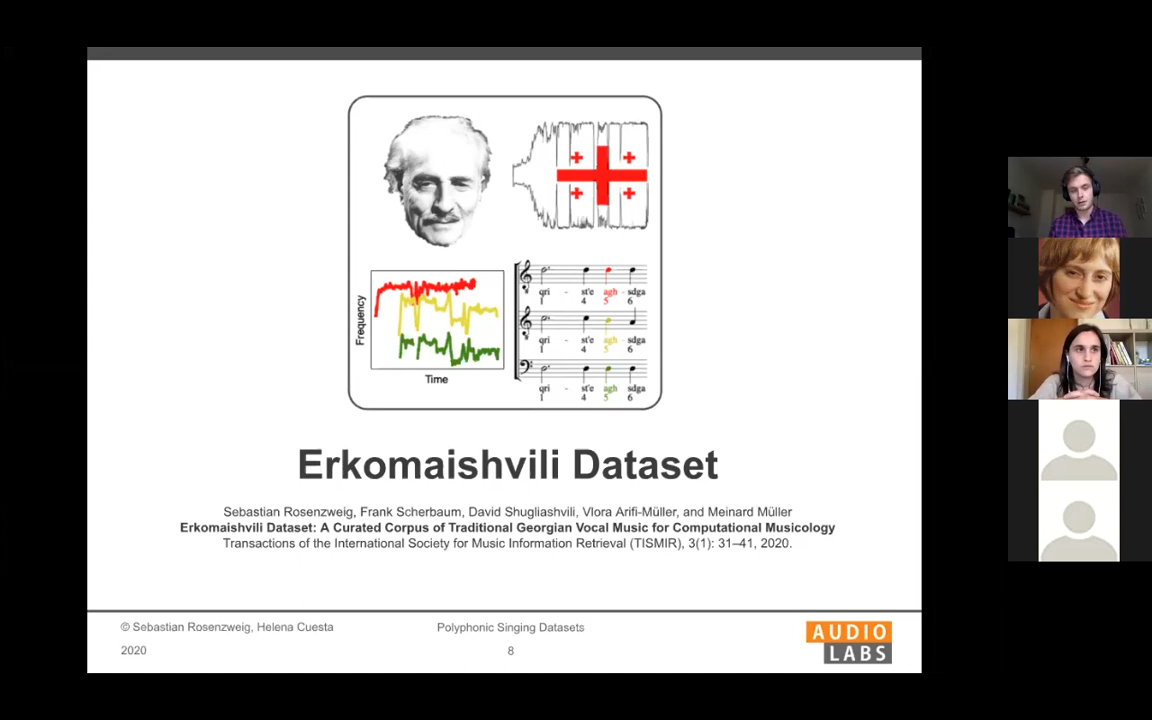 Frequency
Time
qri - st'e agh - sdga
1 4 5 6
qri - st'e agh - sdga
1 4 5 6
qri - st'e agh - sdga
1 4 5 6
Erkomaishvili Dataset
Sebastian Rosenzweig, Frank Scherbaum, David Shugliashvili, Vlora Arifi-Müller, and Meinard Müller
Erkomaishvili Dataset: A Curated Corpus of Traditional Georgian Vocal Music for Computational Musicology
Transactions of the International Society for Music Information Retrieval (TISMIR), 3(1): 31–41, 2020.
© Sebastian Rosenzweig, Helena Cuesta
2020
Polyphonic Singing Datasets
8
AUDIO
LABS